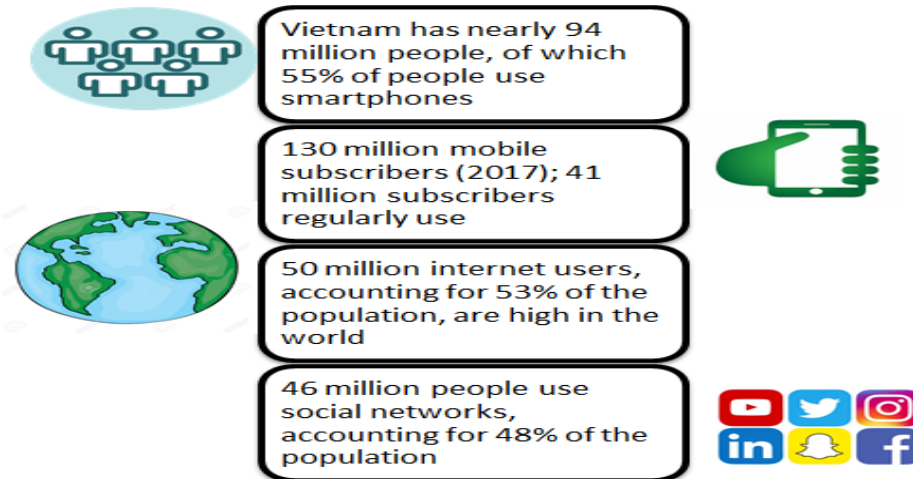 Vietnam has nearly 94
million people, of which
55% of people use
smartphones
130 million mobile
subscribers (2017); 41
million subscribers
regularly use
50 million internet users,
accounting for 53% of the
population, are high in the
world
46 million people use
social networks,
accounting for 48% of the
population
in
f